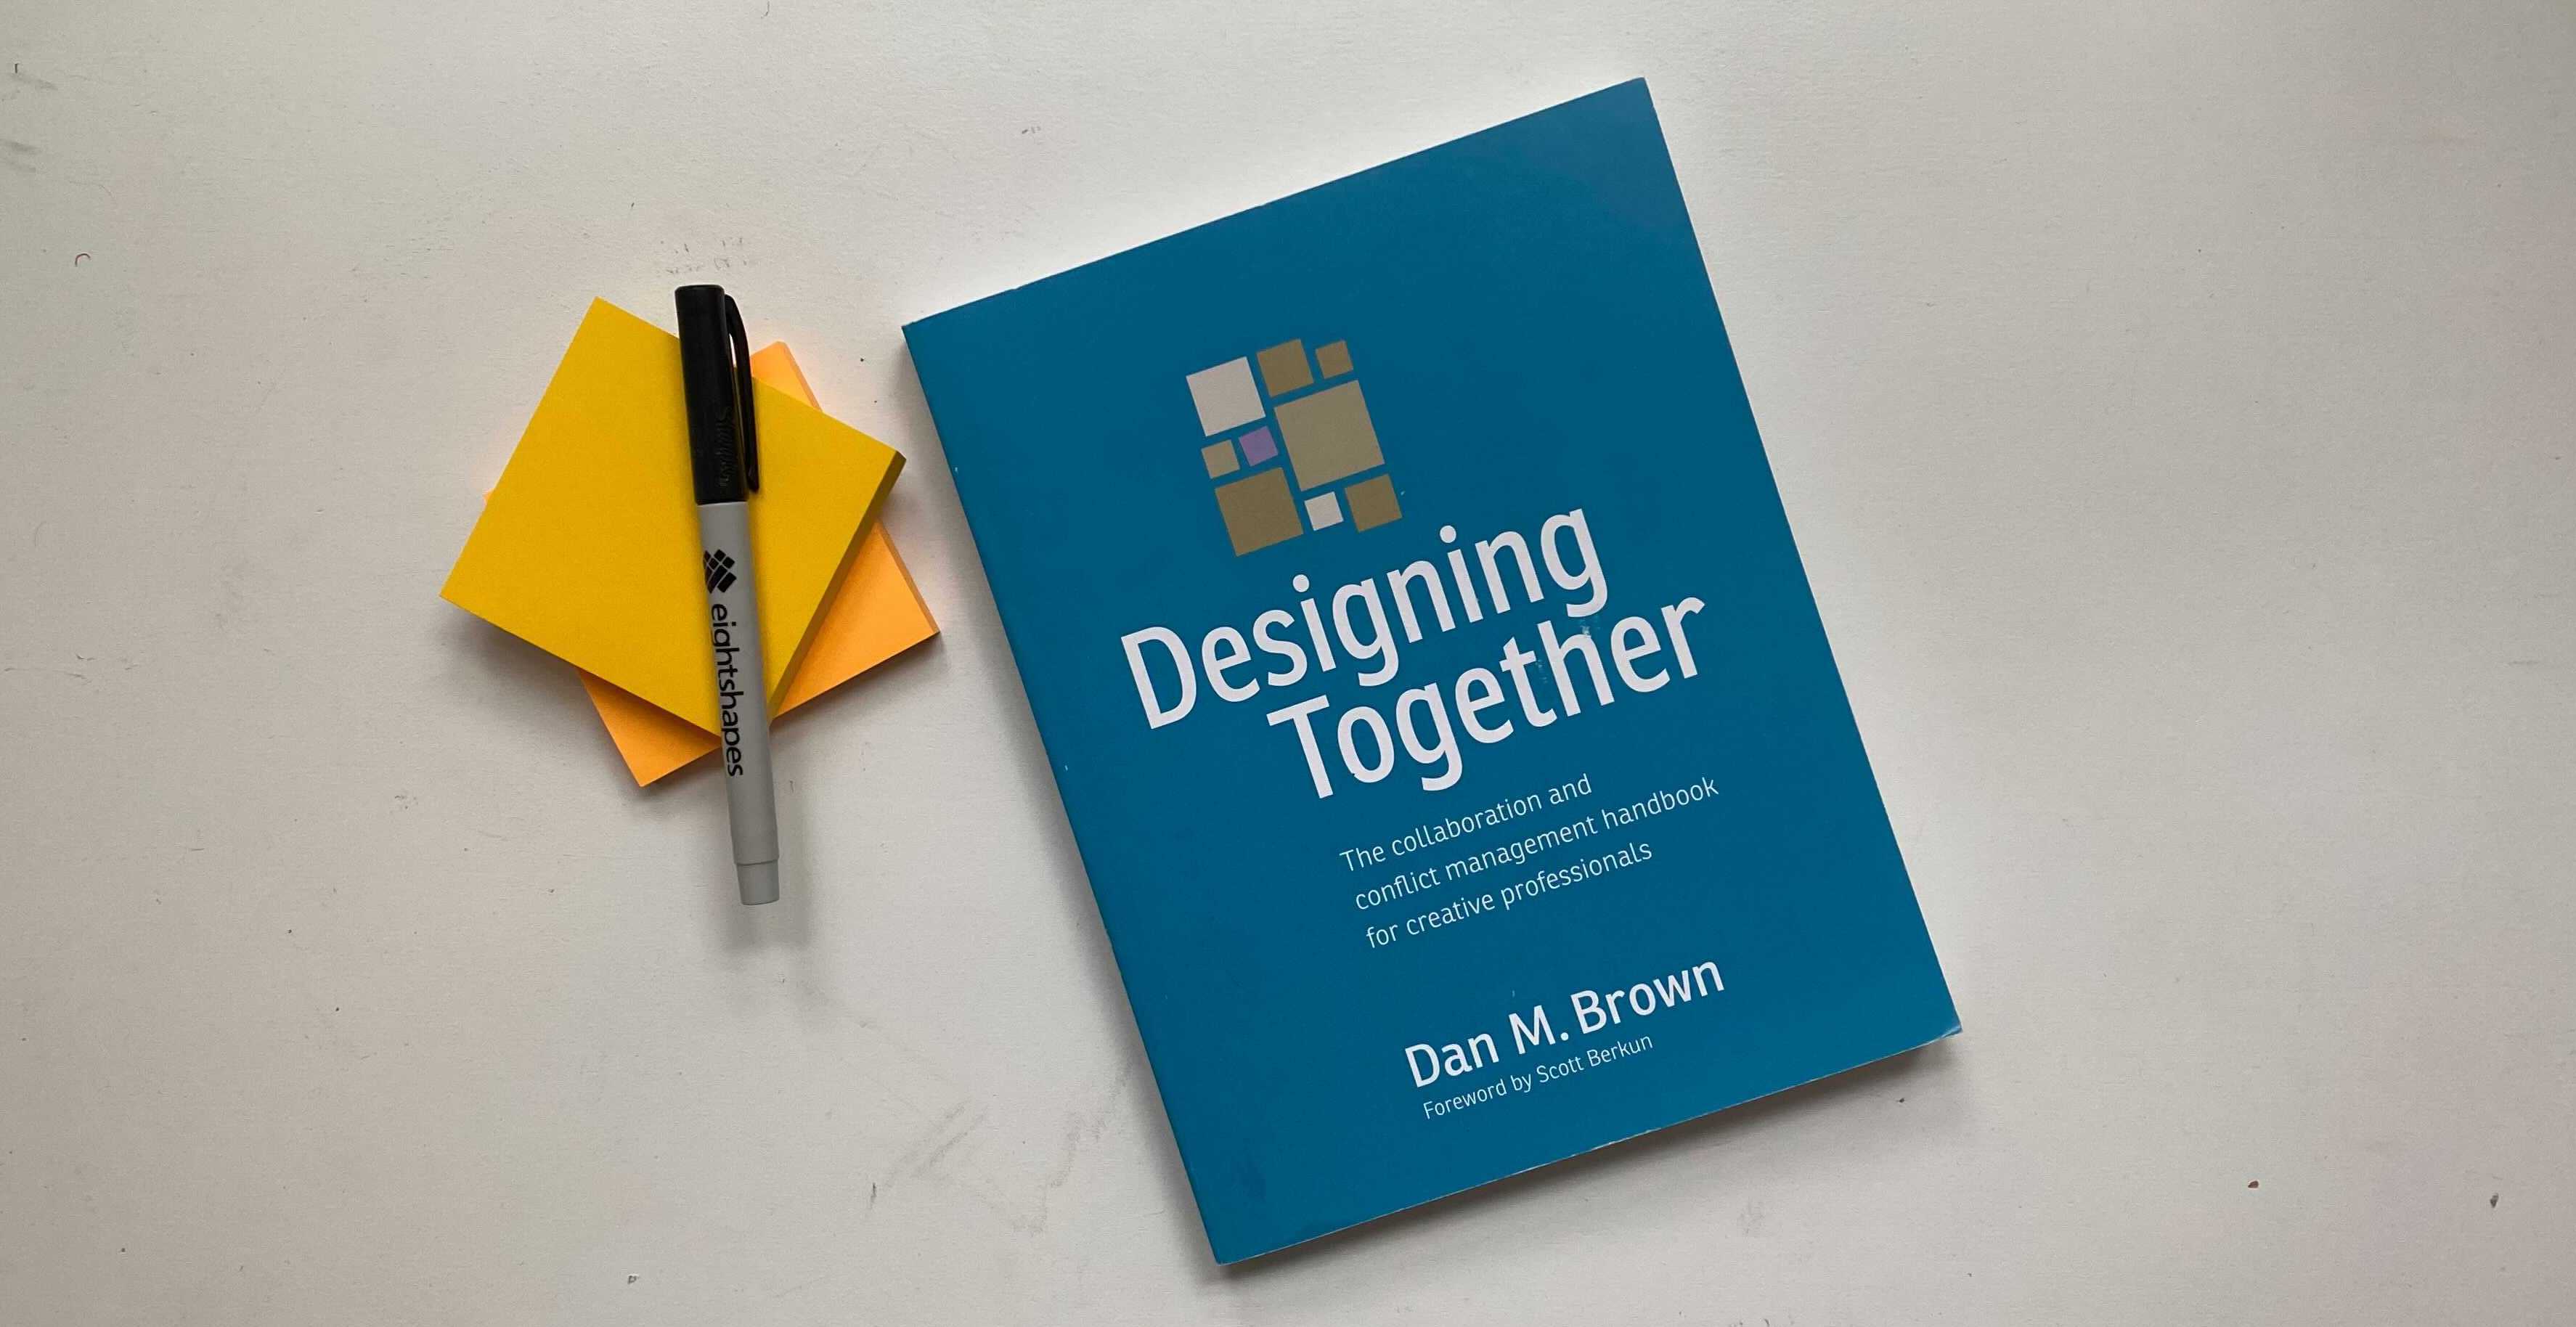 eightshapes
Designing
Together
The collaboration and
conflict management handbook
for creative professionals
Dan M. Brown
Foreword by Scott Berkun